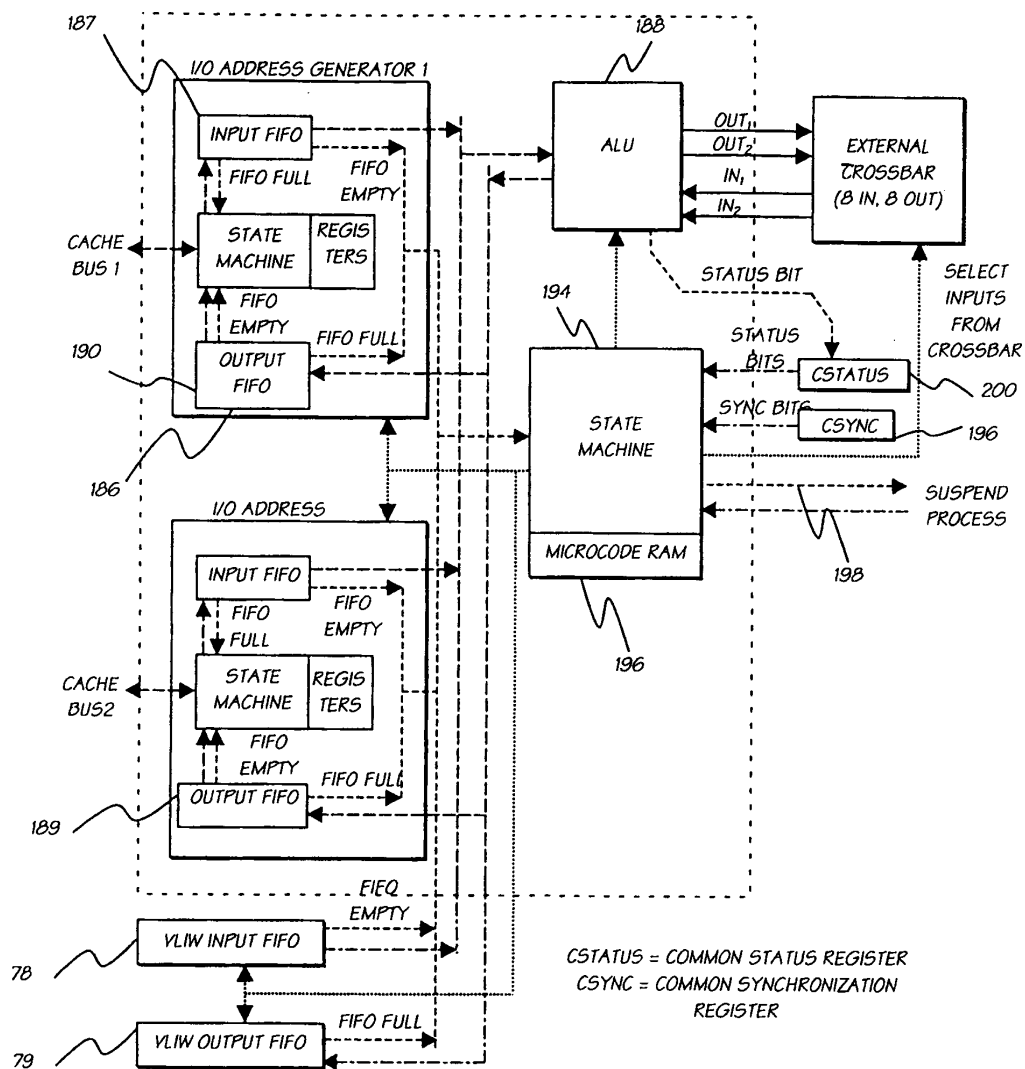 187
188
I/O ADDRESS GENERATOR 1
INPUT FIFO
FIFO FULL
FIFO
EMPTY
STATE
MACHINE
REGIS
TERS
CACHE
BUS 1
FIFO
EMPTY
OUTPUT
FIFO
FIFO FULL
190
186
ALU
OUT1
OUT2
IN1
IN2
EXTERNAL
CROSSBAR
(8 IN, 8 OUT)
STATUS BIT
SELECT
INPUTS
FROM
CROSSBAR
194
STATUS
BITS
CSTATUS
200
SYNC BITS
CSYNC
196
STATE
MACHINE
SUSPEND
PROCESS
198
MICROCODE RAM
196
I/O ADDRESS
INPUT FIFO
FIFO
FULL
FIFO
EMPTY
STATE
MACHINE
REGIS
TERS
CACHE
BUS2
FIFO
EMPTY
OUTPUT FIFO
FIFO FULL
189
FIFO
EMPTY
VLIW INPUT FIFO
78
VLIW OUTPUT FIFO
FIFO FULL
79
CSTATUS = COMMON STATUS REGISTER
CSYNC = COMMON SYNCHRONIZATION
REGISTER